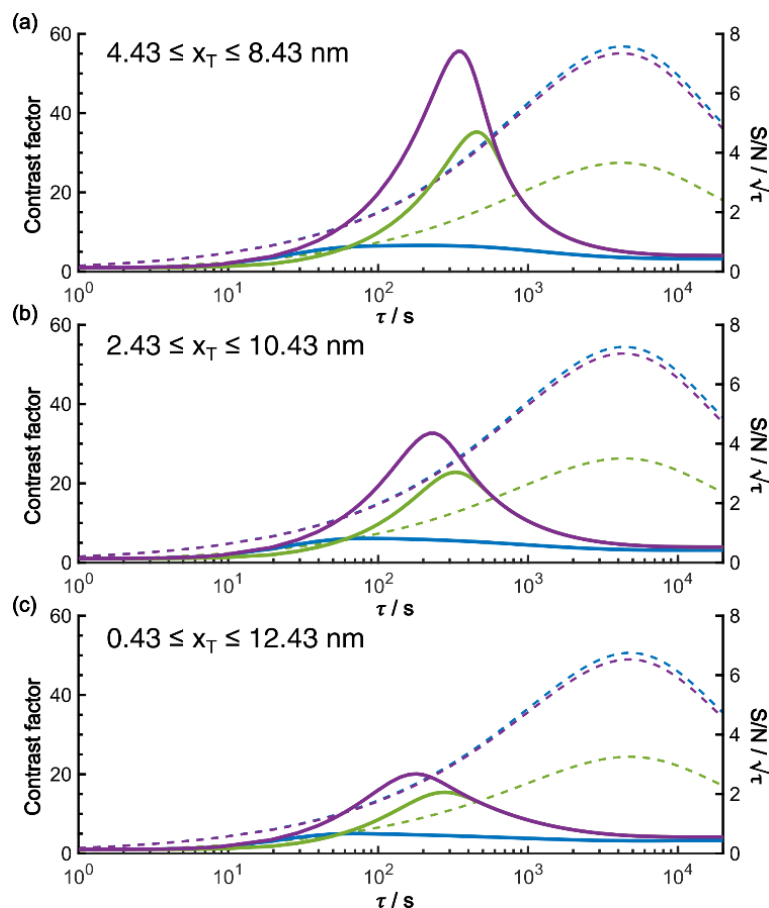 (a)
4.43 ≤ x_T ≤ 8.43 nm
Contrast factor
60
40
20
0
8
6
4
2
0
S/N / √τ
10^0
10^1
10^2
10^3
10^4
τ / s
(b)
2.43 ≤ x_T ≤ 10.43 nm
Contrast factor
60
40
20
0
8
6
4
2
0
S/N / √τ
10^0
10^1
10^2
10^3
10^4
τ / s
(c)
0.43 ≤ x_T ≤ 12.43 nm
Contrast factor
60
40
20
0
8
6
4
2
0
S/N / √τ
10^0
10^1
10^2
10^3
10^4
τ / s